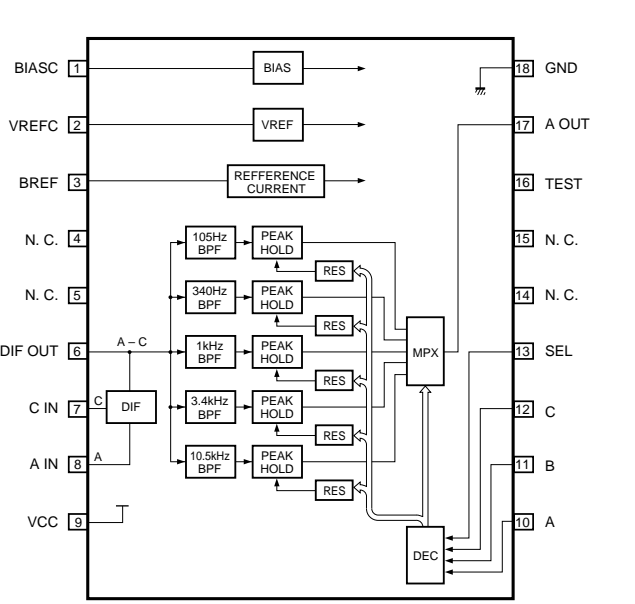 BIASC 1 BIAS 18 GND
VREFC 2 VREF 17 A OUT
BREF 3 REFFERENCE
CURRENT 16 TEST
N. C. 4 105Hz
BPF PEAK
HOLD 15 N. C.
RES
N. C. 5 340Hz
BPF PEAK
HOLD 14 N. C.
RES
DIF OUT 6 A – C 1kHz
BPF PEAK
HOLD MPX 13 SEL
RES
C IN 7 C DIF 3.4kHz
BPF PEAK
HOLD 12 C
RES
A IN 8 A 10.5kHz
BPF PEAK
HOLD 11 B
RES
VCC 9 DEC 10 A